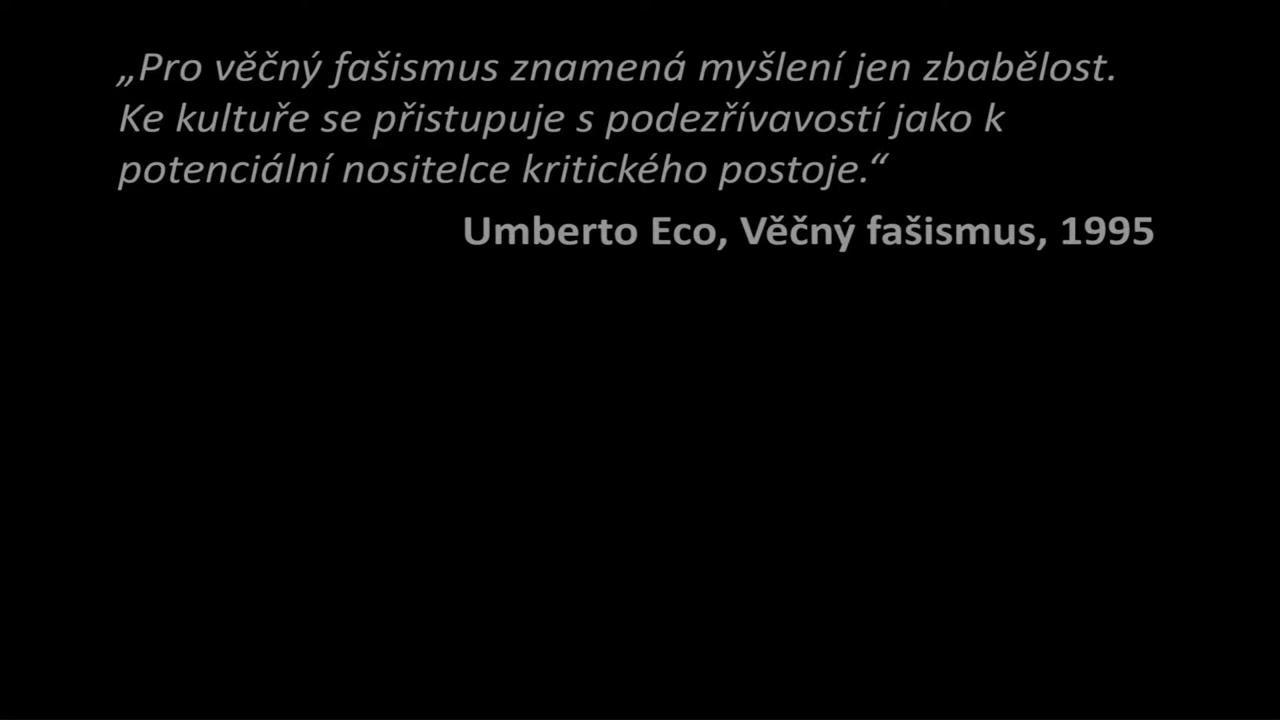 „Pro věčný fašismus znamená myšlení jen zbabělost.
Ke kultuře se přistupuje s podezřívavostí jako k
potenciální nositelce kritického postoje.“
Umberto Eco, Věčný fašismus, 1995